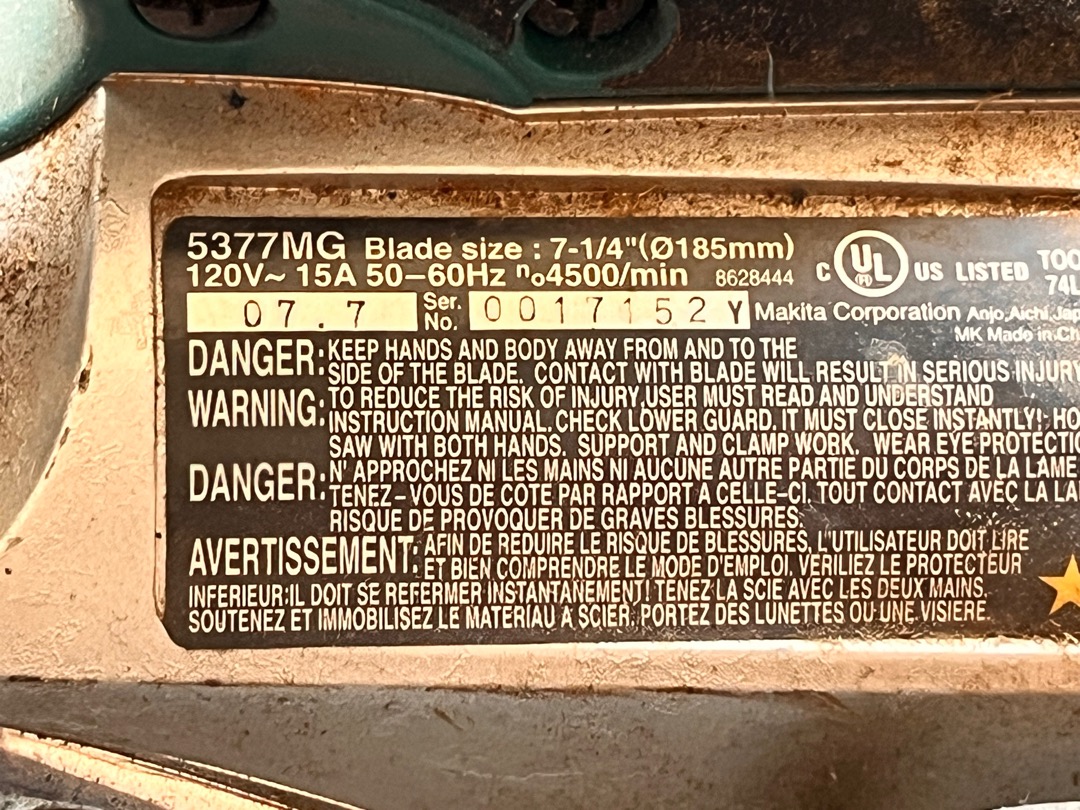 5377MG Blade size : 7-1/4"(Ø185mm)
120V~ 15A 50–60Hz n₀4500/min 8628444
C UL US LISTED
74L
07.7 Ser. No. 0017152Y Makita Corporation Anjo,Aichi,
MK Made in
DANGER: KEEP HANDS AND BODY AWAY FROM AND TO THE
SIDE OF THE BLADE. CONTACT WITH BLADE WILL RESULT IN SERIOUS INJURY
WARNING: TO REDUCE THE RISK OF INJURY,USER MUST READ AND UNDERSTAND
INSTRUCTION MANUAL. CHECK LOWER GUARD. IT MUST CLOSE INSTANTLY!
SAW WITH BOTH HANDS. SUPPORT AND CLAMP WORK. WEAR EYE
DANGER: N' APPROCHEZ NI LES MAINS NI AUCUNE AUTRE PARTIE DU CORPS DE LA LAME
TENEZ–VOUS DE COTE PAR RAPPORT A CELLE–CI. TOUT CONTACT AVEC LA
RISQUE DE PROVOQUER DE GRAVES BLESSURES.
AVERTISSEMENT: AFIN DE REDUIRE LE RISQUE DE BLESSURES, L'UTILISATEUR DOIT LIRE
ET BIEN COMPRENDRE LE MODE D'EMPLOI. VERILIEZ LE PROTECTEUR
INFERIEUR:IL DOIT SE REFERMER INSTANTANEMENT! TENEZ LA SCIE AVEC LES DEUX MAINS.
SOUTENEZ ET IMMOBILISEZ LE MATERIAU A SCIER. PORTEZ DES LUNETTES OU UNE VISIERE.